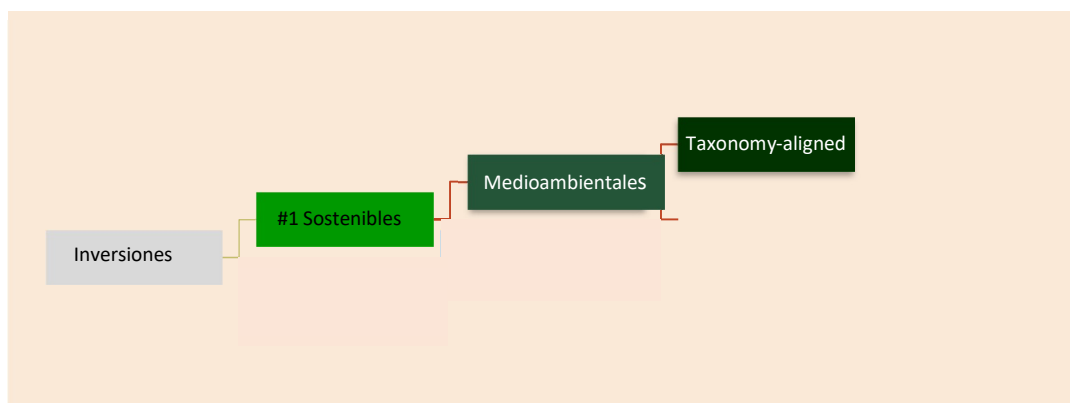 Taxonomy-aligned
Medioambientales
#1 Sostenibles
Inversiones